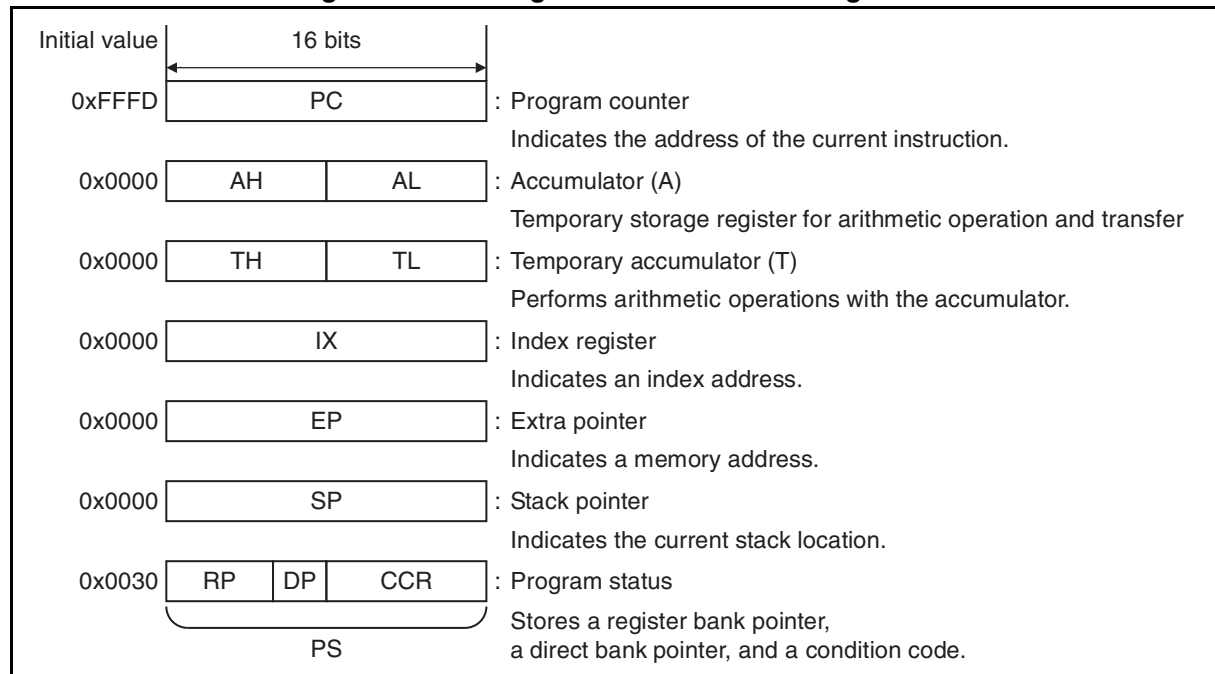 Initial value 16 bits
0xFFFD PC : Program counter
Indicates the address of the current instruction.
0x0000 AH AL : Accumulator (A)
Temporary storage register for arithmetic operation and transfer
0x0000 TH TL : Temporary accumulator (T)
Performs arithmetic operations with the accumulator.
0x0000 IX : Index register
Indicates an index address.
0x0000 EP : Extra pointer
Indicates a memory address.
0x0000 SP : Stack pointer
Indicates the current stack location.
0x0030 RP DP CCR : Program status
Stores a register bank pointer,
PS a direct bank pointer, and a condition code.